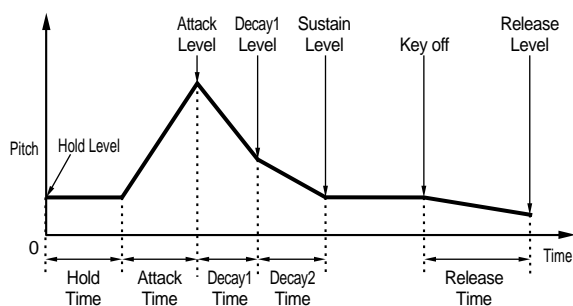 Attack Level
Decay1 Level
Sustain Level
Key off
Release Level
Pitch
Hold Level
0
Time
Hold Time
Attack Time
Decay1 Time
Decay2 Time
Release Time